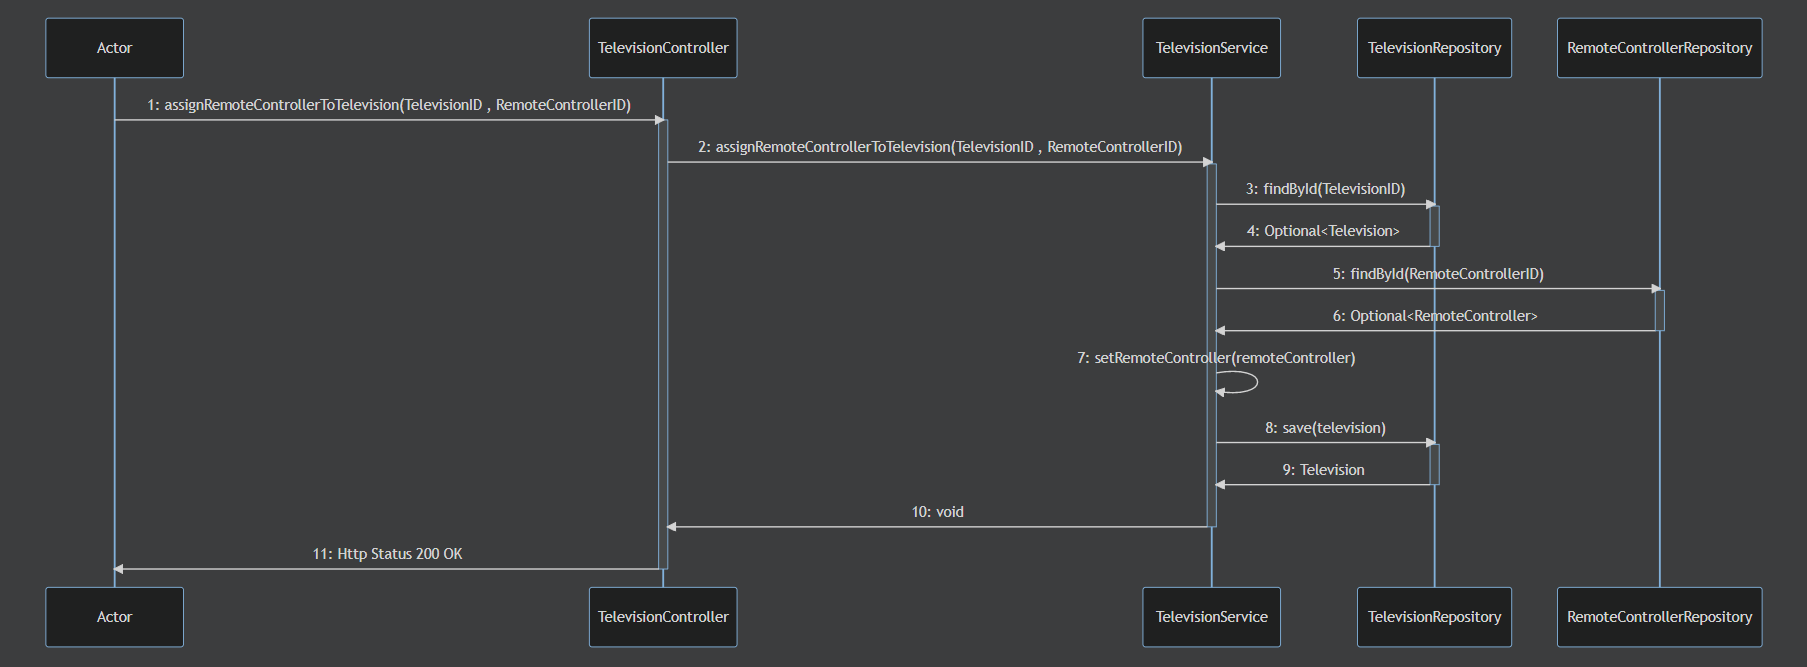 Actor
TelevisionController
TelevisionService
TelevisionRepository
RemoteControllerRepository
1: assignRemoteControllerToTelevision(TelevisionID , RemoteControllerID)
2: assignRemoteControllerToTelevision(TelevisionID , RemoteControllerID)
3: findById(TelevisionID)
4: Optional<Television>
5: findById(RemoteControllerID)
6: Optional<RemoteController>
7: setRemoteController(remoteController)
8: save(television)
9: Television
10: void
11: Http Status 200 OK
Actor
TelevisionController
TelevisionService
TelevisionRepository
RemoteControllerRepository